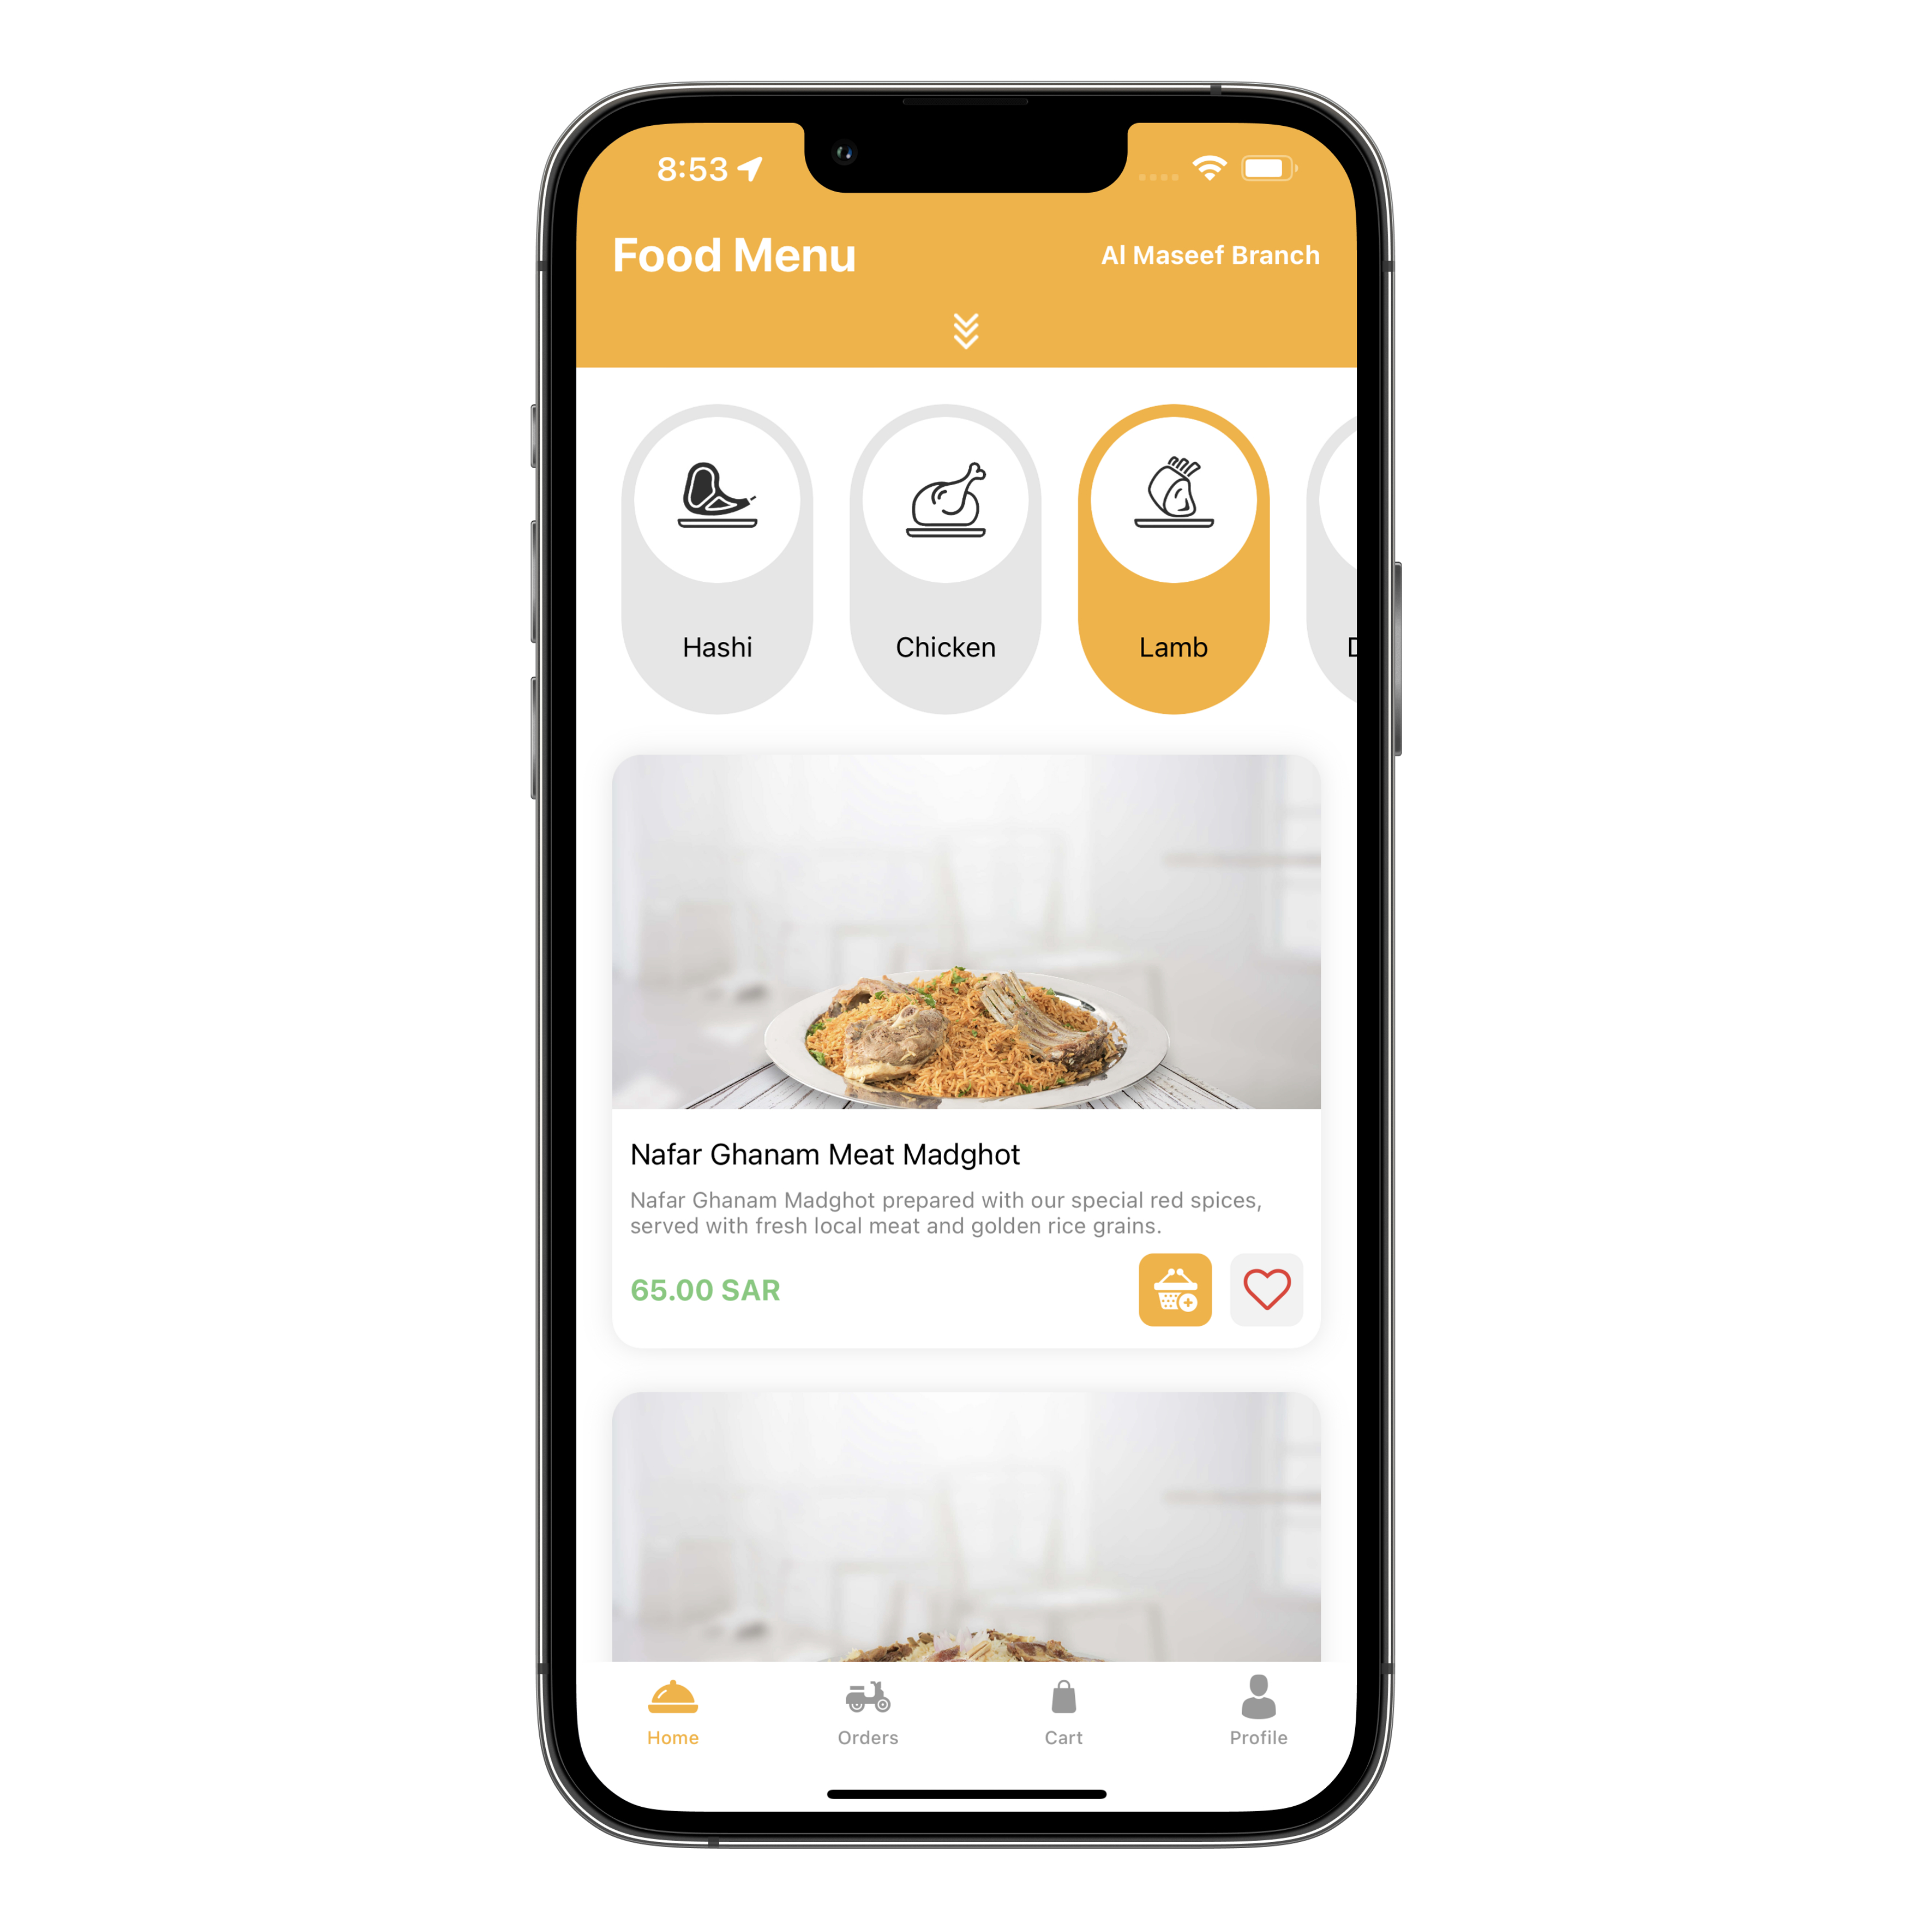 8:53
Food Menu
Al Maseef Branch
Hashi
Chicken
Lamb
Nafar Ghanam Meat Madghot
Nafar Ghanam Madghot prepared with our special red spices,
served with fresh local meat and golden rice grains.
65.00 SAR
Home
Orders
Cart
Profile